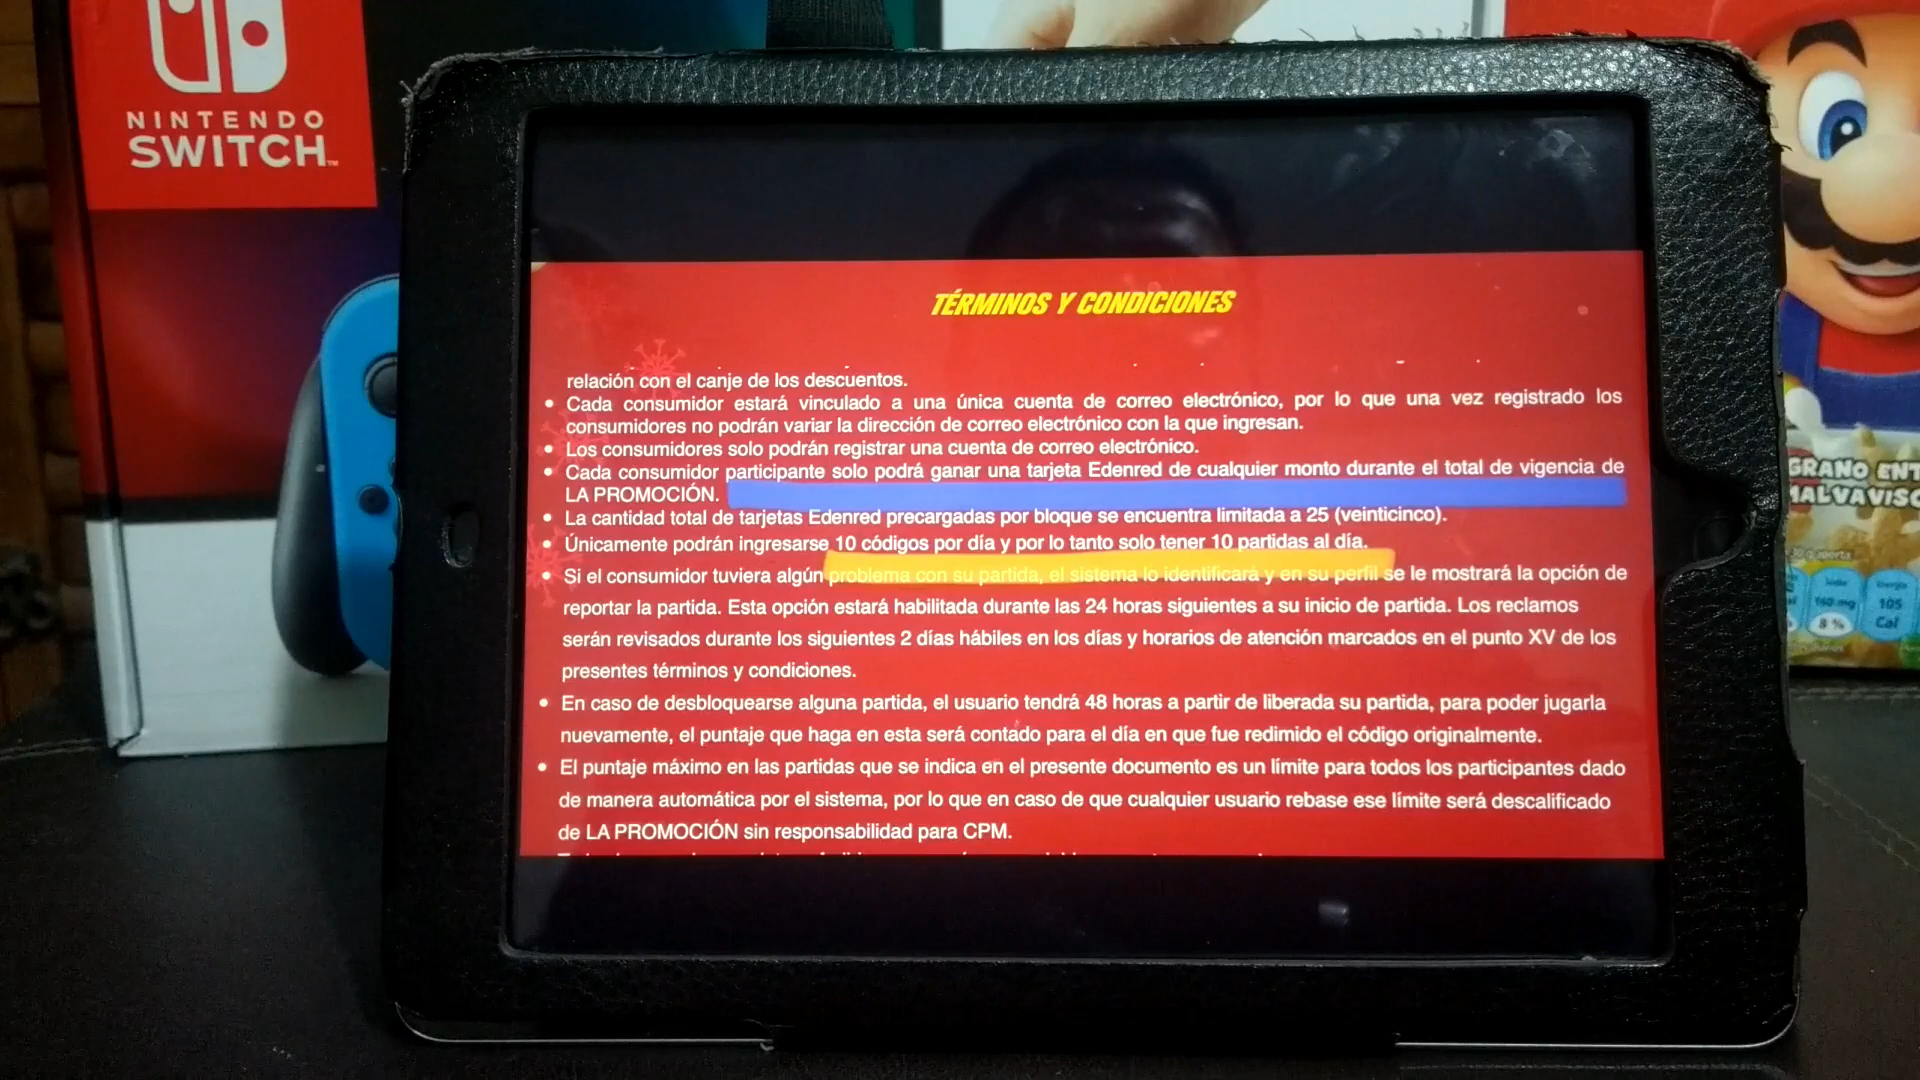 NINTENDO
SWITCH
TÉRMINOS Y CONDICIONES
relación con el canje de los descuentos.
• Cada consumidor estará vinculado a una única cuenta de correo electrónico, por lo que una vez registrado los
consumidores no podrán variar la dirección de correo electrónico con la que ingresan.
• Los consumidores solo podrán registrar una cuenta de correo electrónico.
• Cada consumidor participante solo podrá ganar una tarjeta Edenred de cualquier monto durante el total de vigencia de
LA PROMOCIÓN.
• La cantidad total de tarjetas Edenred precargadas por bloque se encuentra limitada a 25 (veinticinco).
• Únicamente podrán ingresarse 10 códigos por día y por lo tanto solo tener 10 partidas al día.
• Si el consumidor tuviera algún problema con su partida, el sistema lo identificará y en su perfil se le mostrará la opción de
reportar la partida. Esta opción estará habilitada durante las 24 horas siguientes a su inicio de partida. Los reclamos
serán revisados durante los siguientes 2 días hábiles en los días y horarios de atención marcados en el punto XV de los
presentes términos y condiciones.
• En caso de desbloquearse alguna partida, el usuario tendrá 48 horas a partir de liberada su partida, para poder jugarla
nuevamente, el puntaje que haga en esta será contado para el día en que fue redimido el código originalmente.
• El puntaje máximo en las partidas que se indica en el presente documento es un límite para todos los participantes dado
de manera automática por el sistema, por lo que en caso de que cualquier usuario rebase ese límite será descalificado
de LA PROMOCIÓN sin responsabilidad para CPM.
GRANO ENT
MALVAVISC
160 mg
8 %
105
Cal